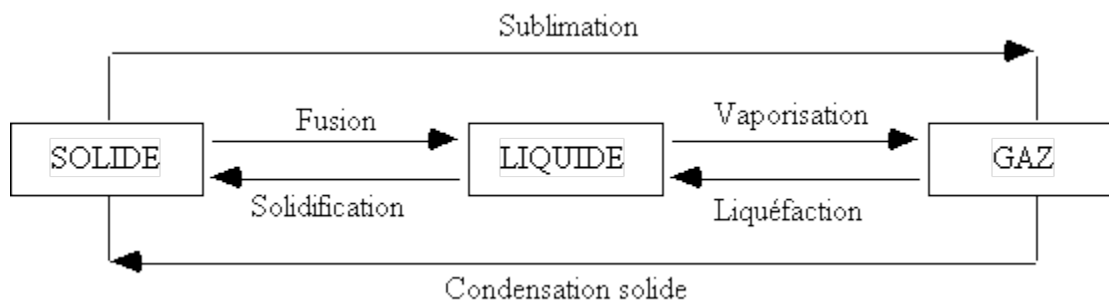 Sublimation
Fusion
Vaporisation
SOLIDE
LIQUIDE
GAZ
Solidification
Liquéfaction
Condensation solide